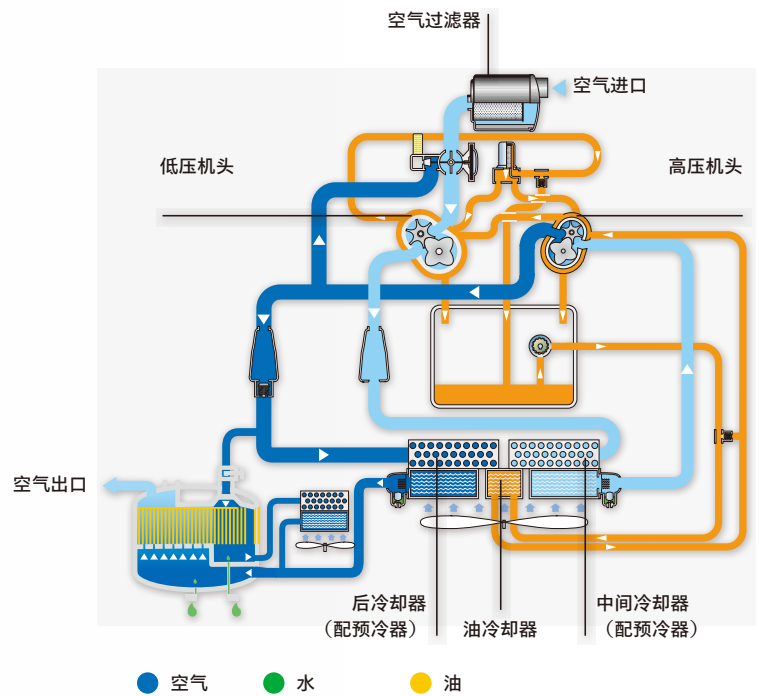 空气过滤器
空气进口
低压机头
高压机头
空气出口
后冷却器
（配预冷器）
油冷却器
中间冷却器
（配预冷器）
空气
水
油